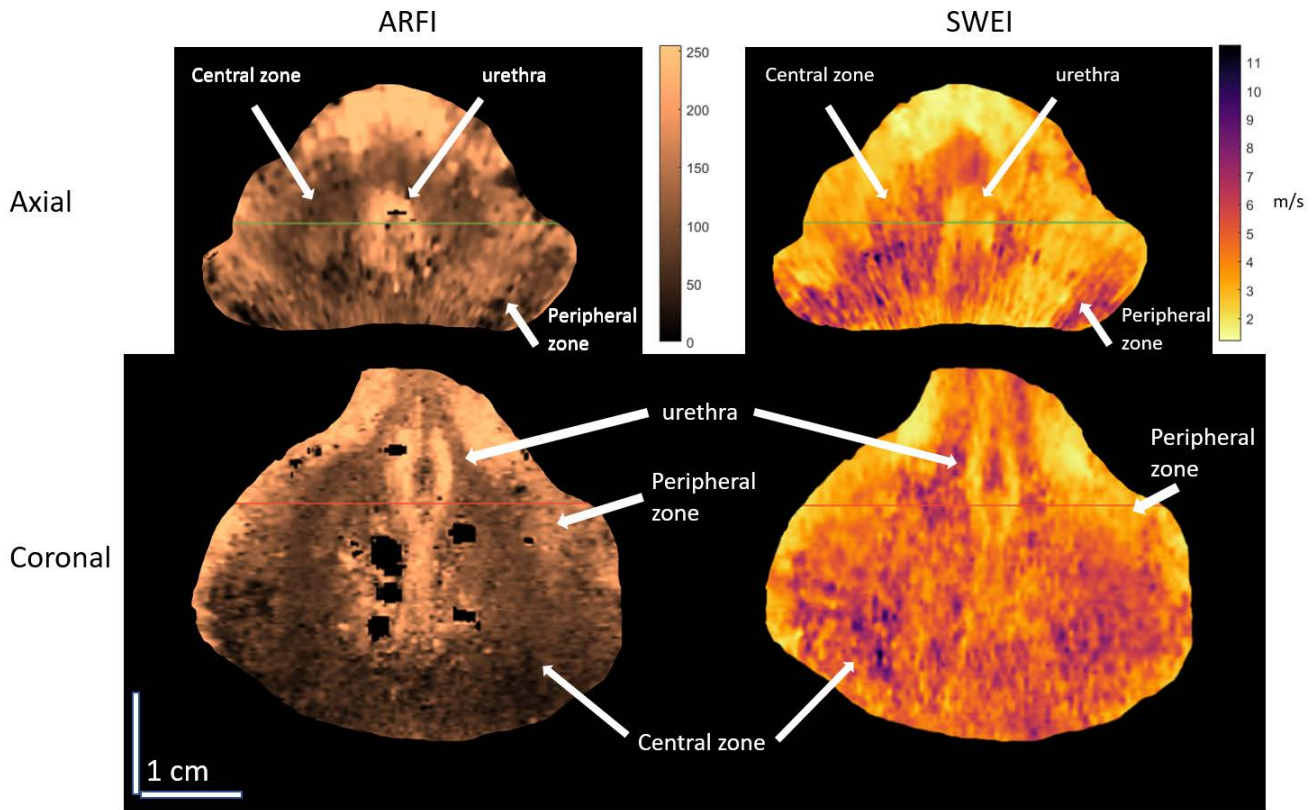 ARFI
SWEI
Central zone
urethra
250
200
150
100
50
0
Peripheral
zone
Central zone
urethra
11
10
9
8
7
6
5
4
3
2
m/s
Peripheral
zone
Axial
urethra
Peripheral
zone
Peripheral
zone
Coronal
Central zone
1 cm